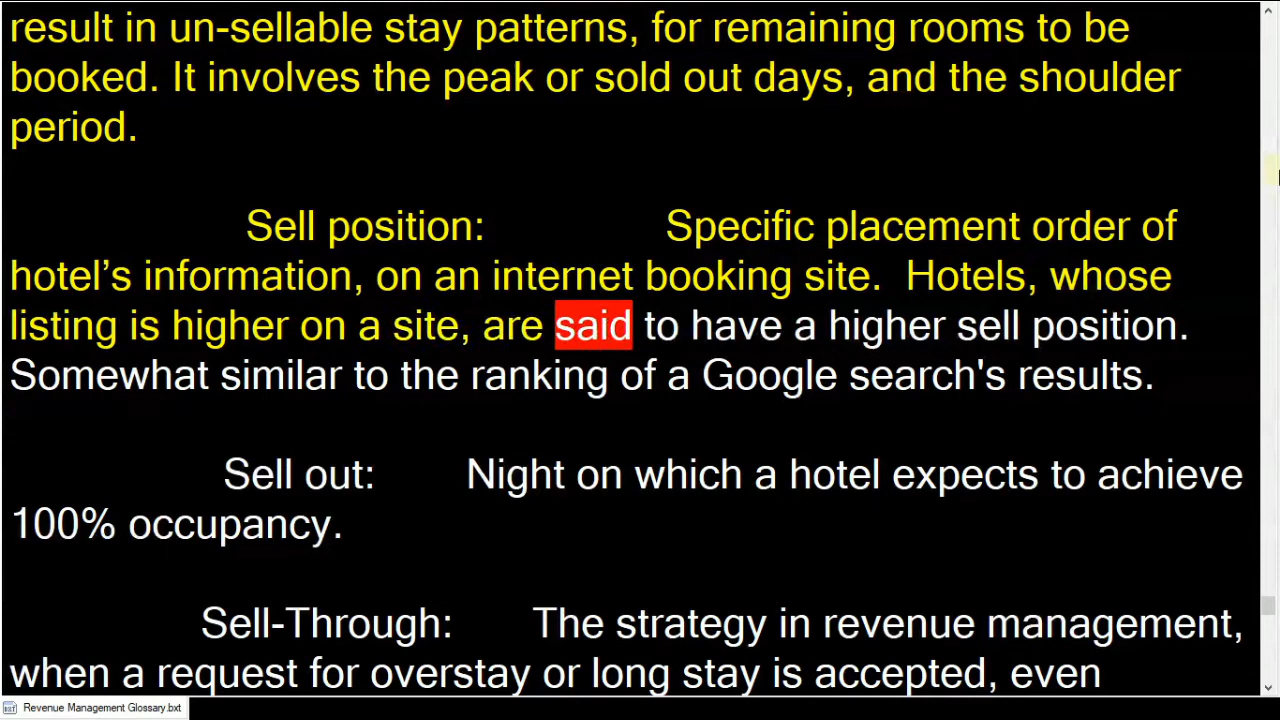 result in un-sellable stay patterns, for remaining rooms to be
booked. It involves the peak or sold out days, and the shoulder
period.
Sell position: Specific placement order of
hotel’s information, on an internet booking site.  Hotels, whose
listing is higher on a site, are said to have a higher sell position.
Somewhat similar to the ranking of a Google search's results.
Sell out: Night on which a hotel expects to achieve
100% occupancy.
Sell-Through: The strategy in revenue management,
when a request for overstay or long stay is accepted, even
Revenue Management Glossary.bxt